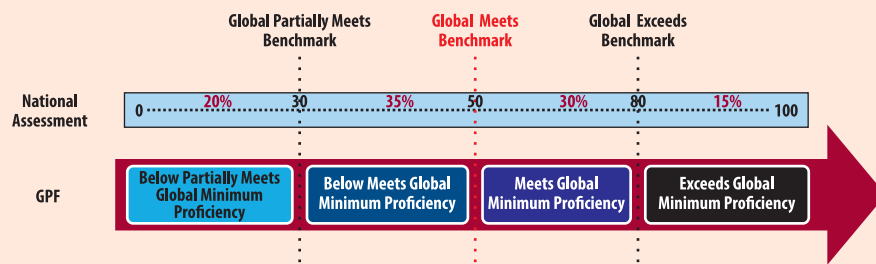 Global Partially Meets
Benchmark
Global Meets
Benchmark
Global Exceeds
Benchmark
National
Assessment
0 20% 30 35% 50 30% 80 15% 100
GPF
Below Partially Meets
Global Minimum
Proficiency
Below Meets Global
Minimum Proficiency
Meets Global
Minimum Proficiency
Exceeds Global
Minimum Proficiency